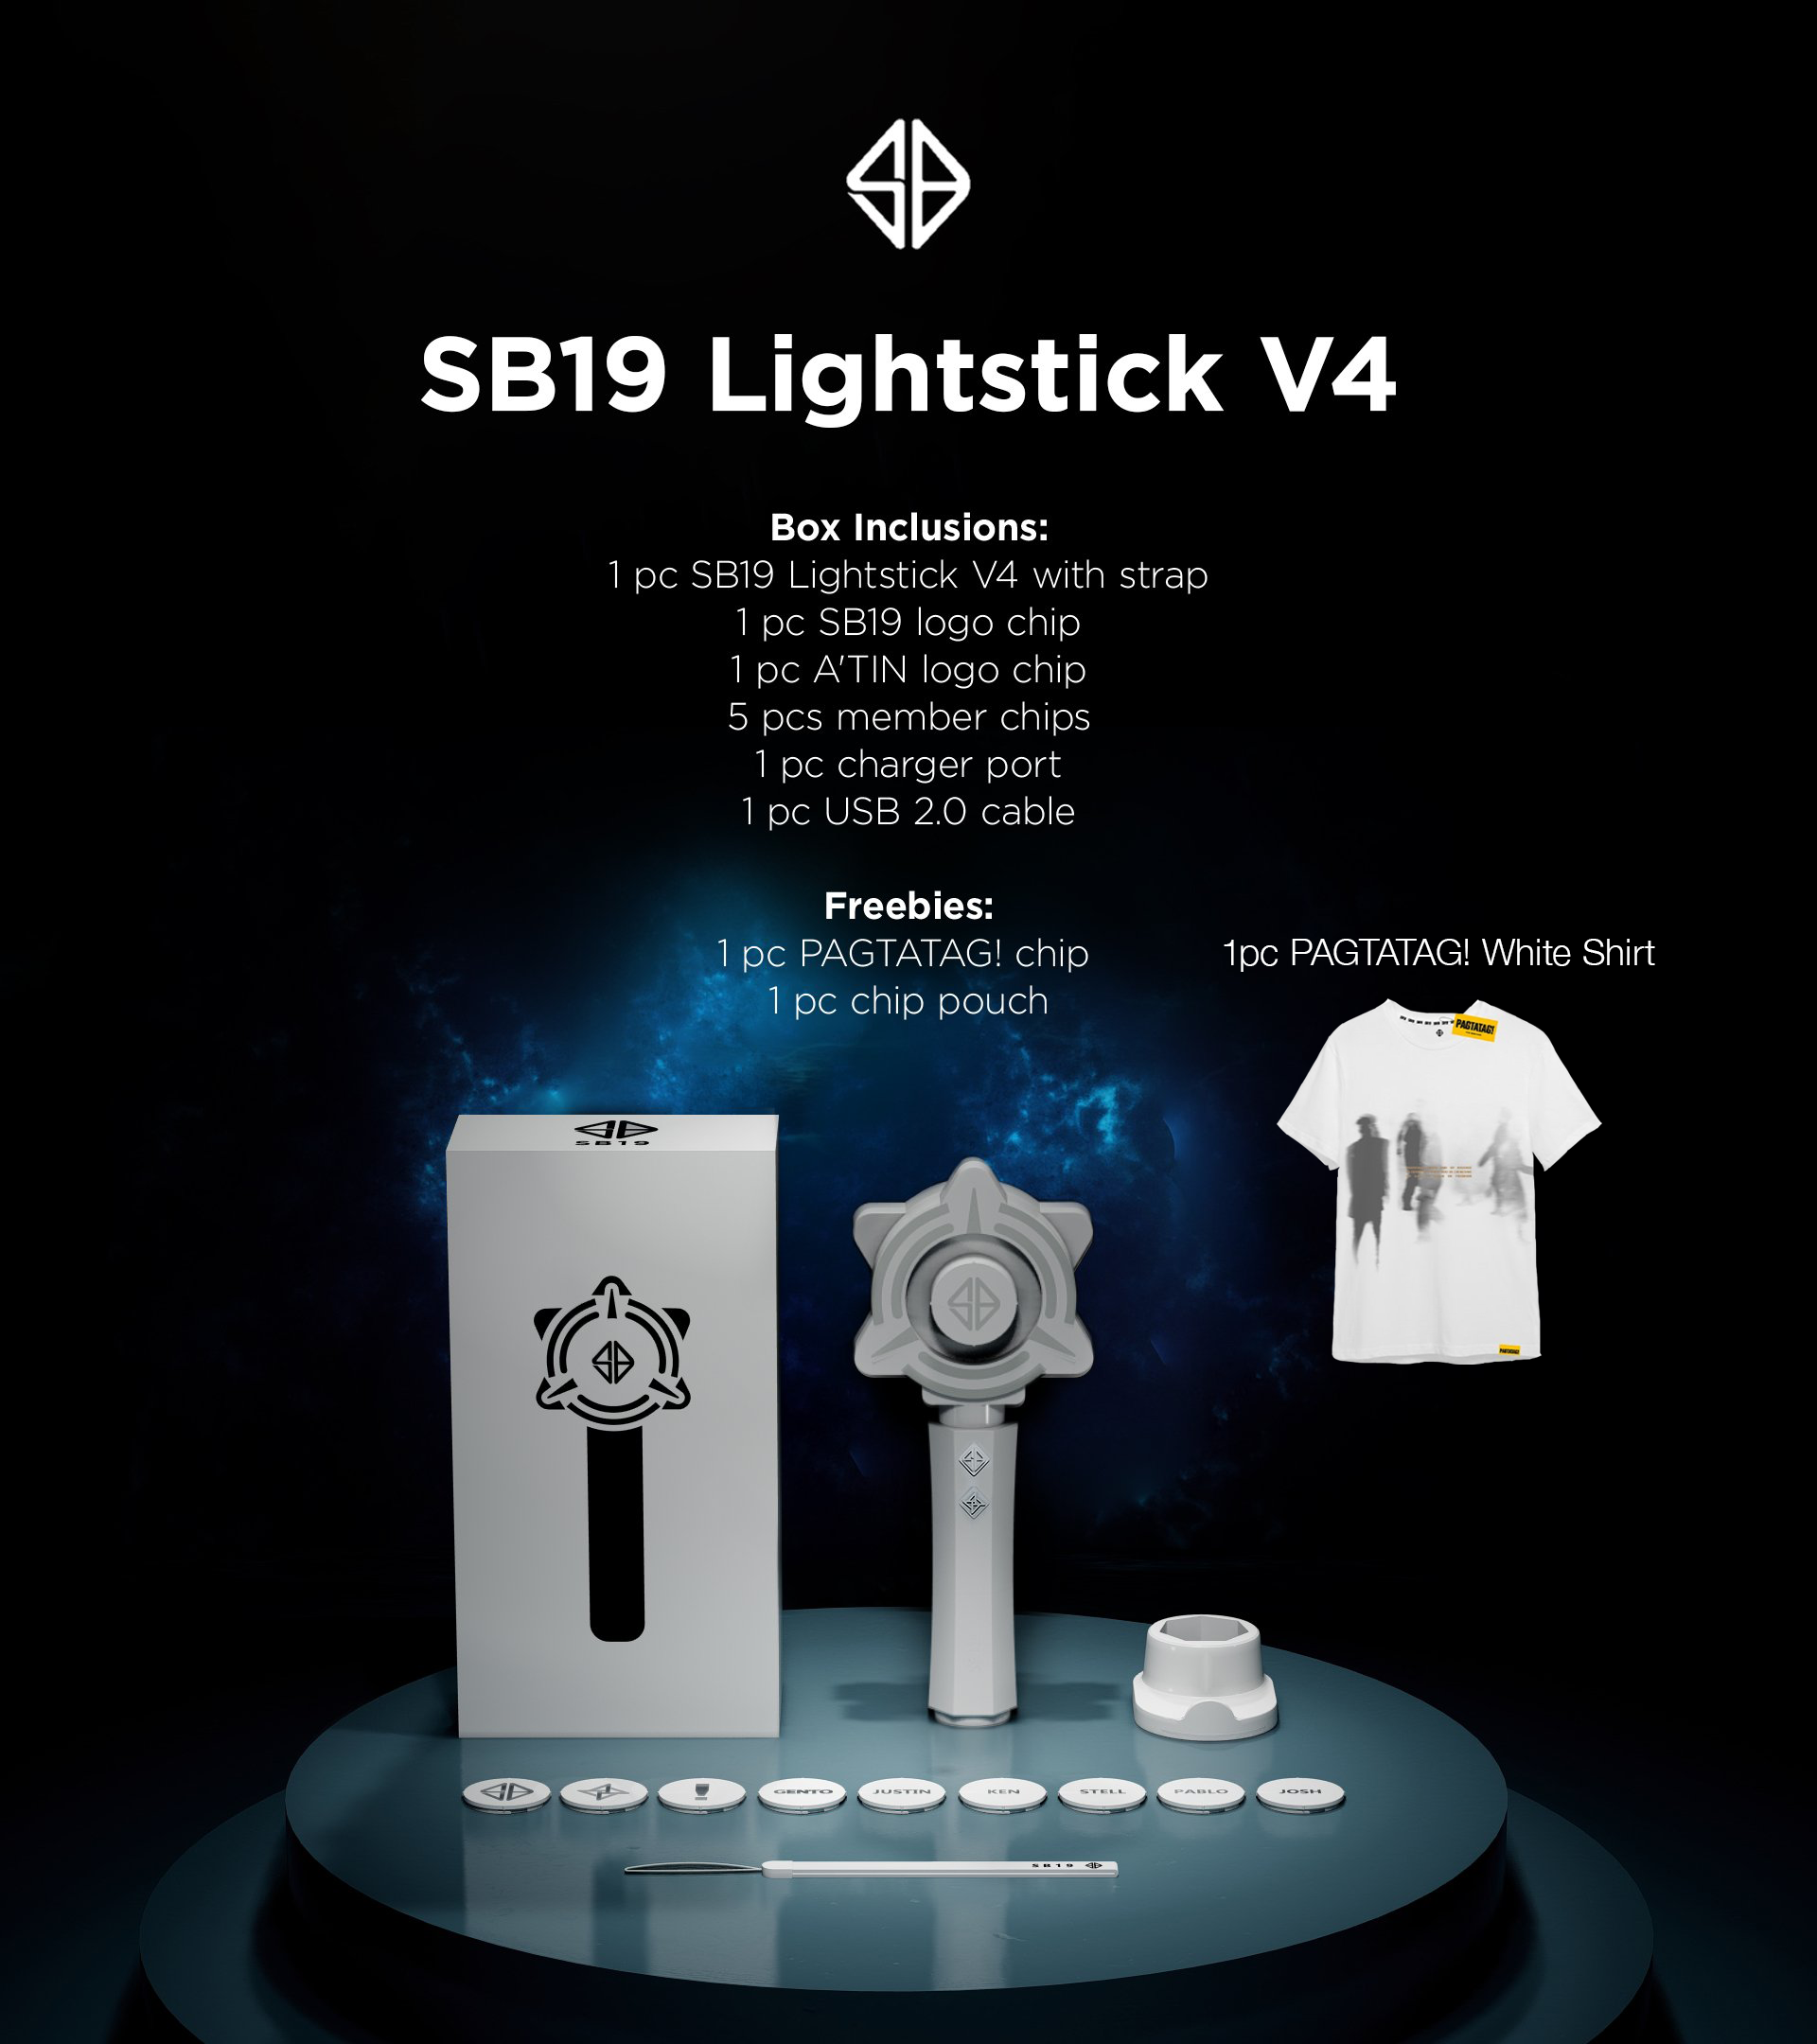 SB19 Lightstick V4
Box Inclusions:
1 pc SB19 Lightstick V4 with strap
1 pc SB19 logo chip
1 pc A'TIN logo chip
5 pcs member chips
1 pc charger port
1 pc USB 2.0 cable
Freebies:
1 pc PAGTATAG! chip
1 pc chip pouch
1pc PAGTATAG! White Shirt
PAGTATAG!
PAGTATAG!
SB19
GENTO
JUSTIN
KEN
STELL
PABLO
JOSH
SB19